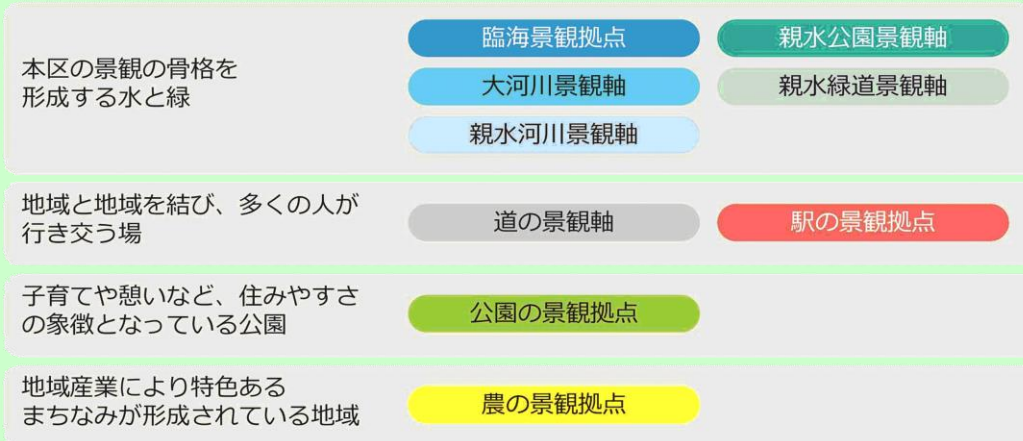 本区の景観の骨格を
形成する水と緑
臨海景観拠点
親水公園景観軸
大河川景観軸
親水緑道景観軸
親水河川景観軸
地域と地域を結び、多くの人が
行き交う場
道の景観軸
駅の景観拠点
子育てや憩いなど、住みやすさ
の象徴となっている公園
公園の景観拠点
地域産業により特色ある
まちなみが形成されている地域
農の景観拠点